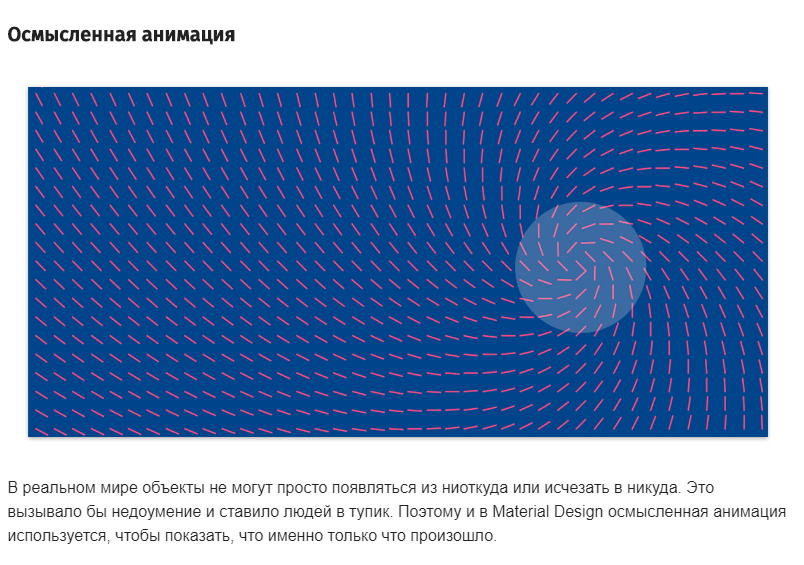 Осмысленная анимация
В реальном мире объекты не могут просто появляться из ниоткуда или исчезать в никуда. Это
вызывало бы недоумение и ставило людей в тупик. Поэтому и в Material Design осмысленная анимация
используется, чтобы показать, что именно только что произошло.